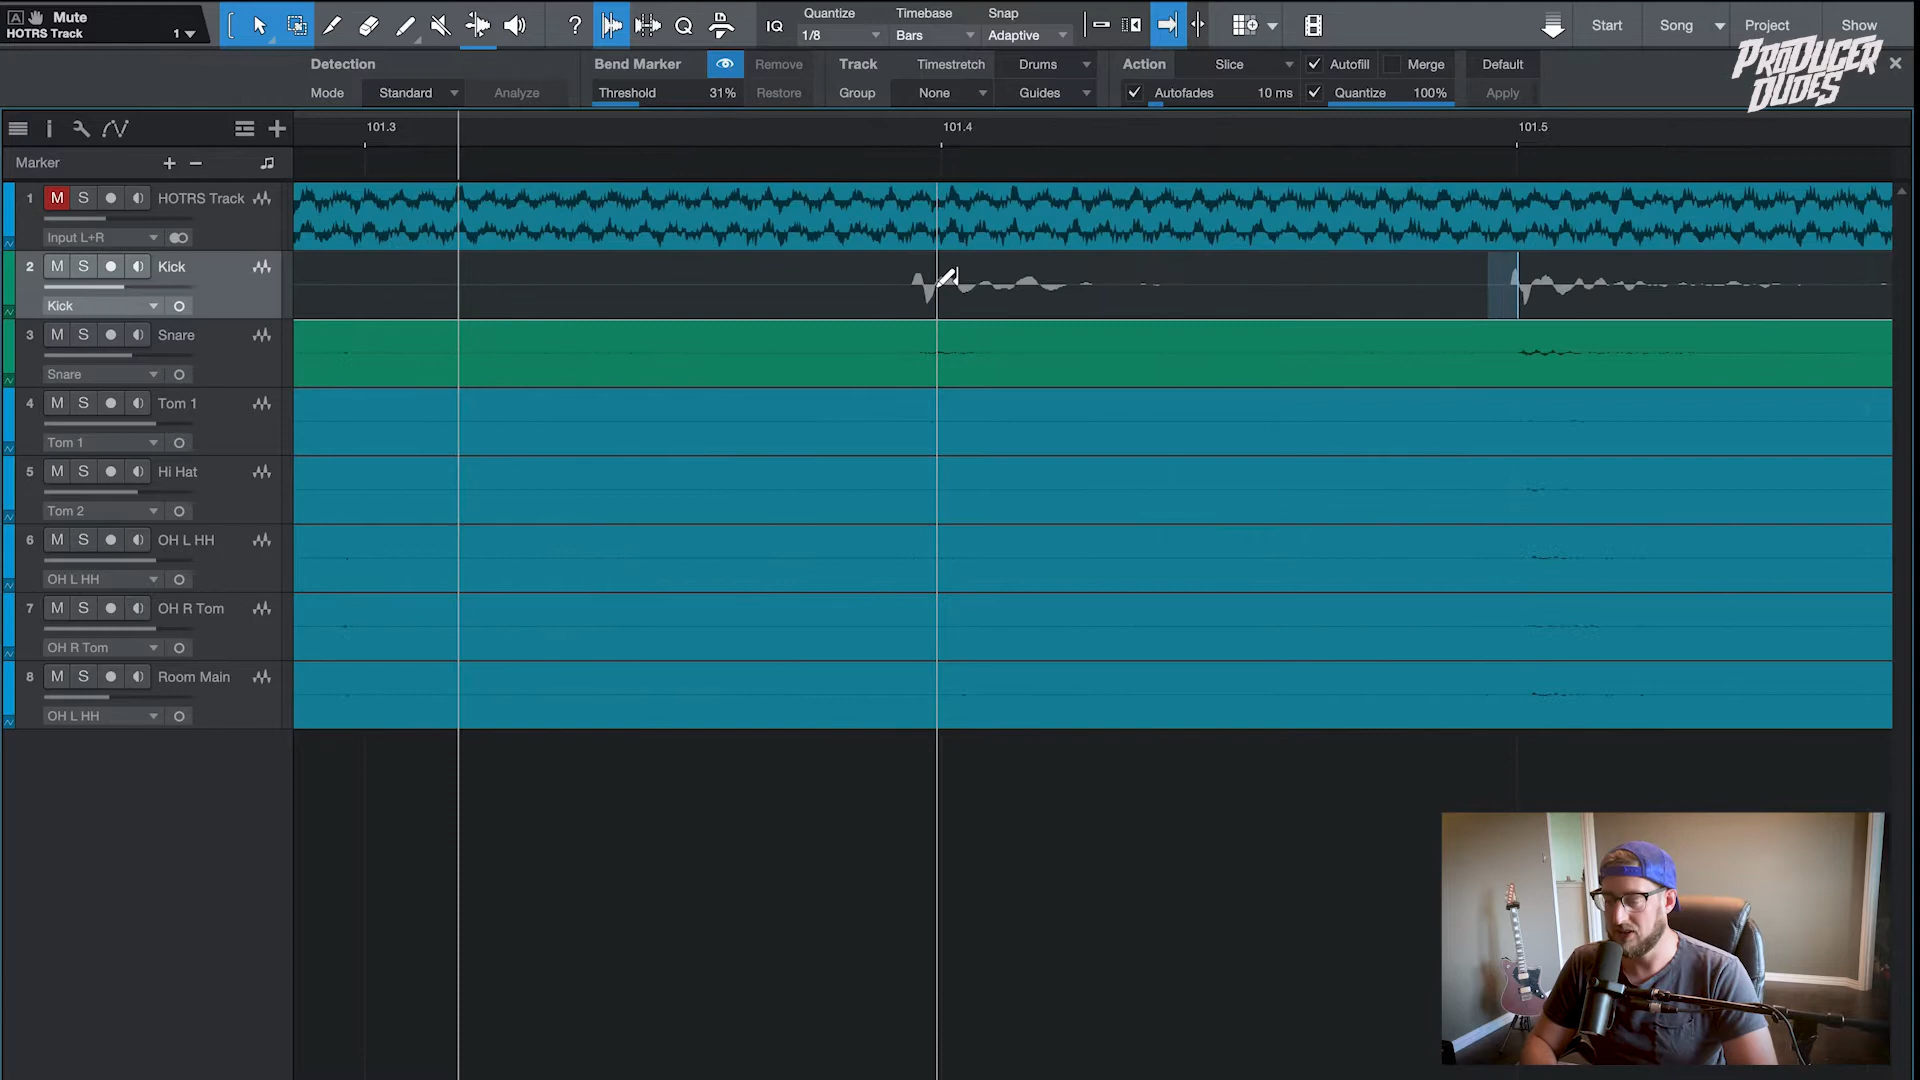 Mute
HOTRS Track
1
?
IQ
Quantize
1/8
Timebase
Bars
Snap
Adaptive
Start
Song
Project
Show
PRODUCER
DUDES
Detection
Mode
Standard
Analyze
Bend Marker
Remove
Threshold
31%
Restore
Track
Timestretch
Drums
Group
None
Guides
Action
Slice
Autofill
Merge
Default
Autofades
10 ms
Quantize
100%
Apply
101.3
101.4
101.5
Marker
1 M S HOTRS Track
Input L+R
2 M S Kick
Kick
3 M S Snare
Snare
4 M S Tom 1
Tom 1
5 M S Hi Hat
Tom 2
6 M S OH L HH
OH L HH
7 M S OH R Tom
OH R Tom
8 M S Room Main
OH L HH